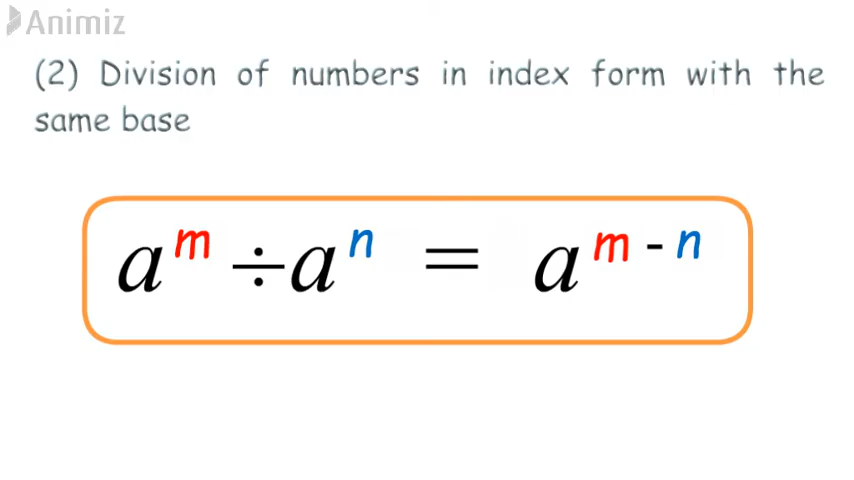 Animiz
(2) Division of numbers in index form with the
same base
a^m ÷ a^n = a^{m-n}